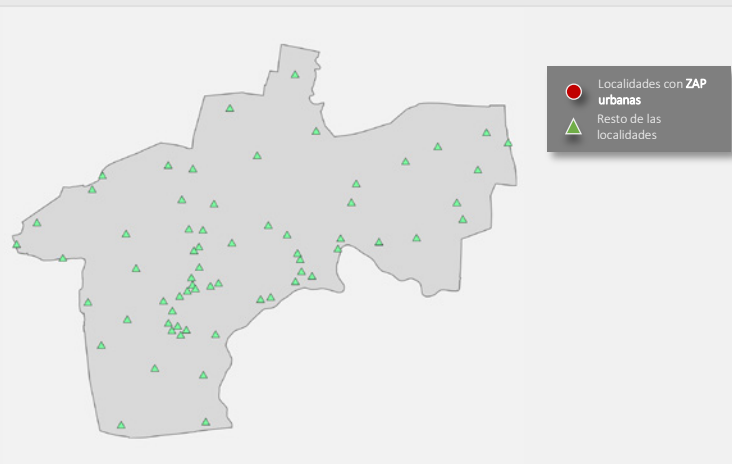 Localidades con ZAP
urbanas
Resto de las
localidades